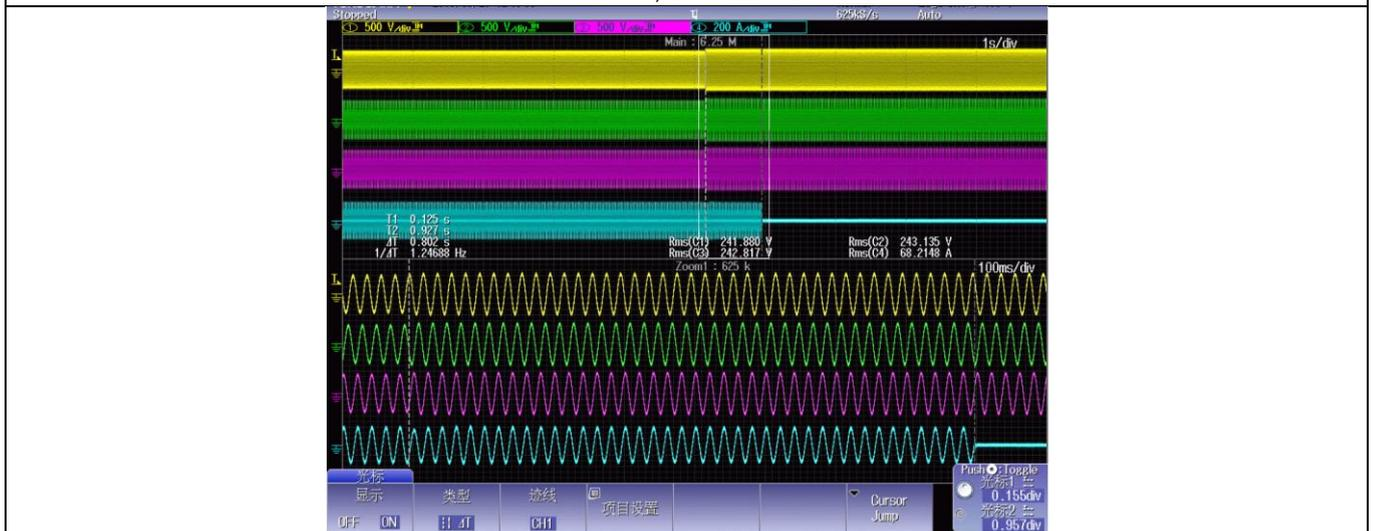 Stopped 625kS/s Auto
① 500 V/div ② 500 V/div ③ 500 V/div ④ 200 A/div
Main : 6.25 M 1s/div
T1 0.125 s
T2 0.927 s
ΔT 0.802 s Rms(C1) 241.880 V Rms(C2) 243.135 V
1/ΔT 1.24688 Hz Rms(C3) 242.817 V Rms(C4) 68.2148 A
Zoom1 : 625 k 100ms/div
光标
显示 类型 迹线 项目设置 Cursor Jump
OFF ON ΔT CH1
Push : Toggle
光标1
0.155div
光标2
0.957div